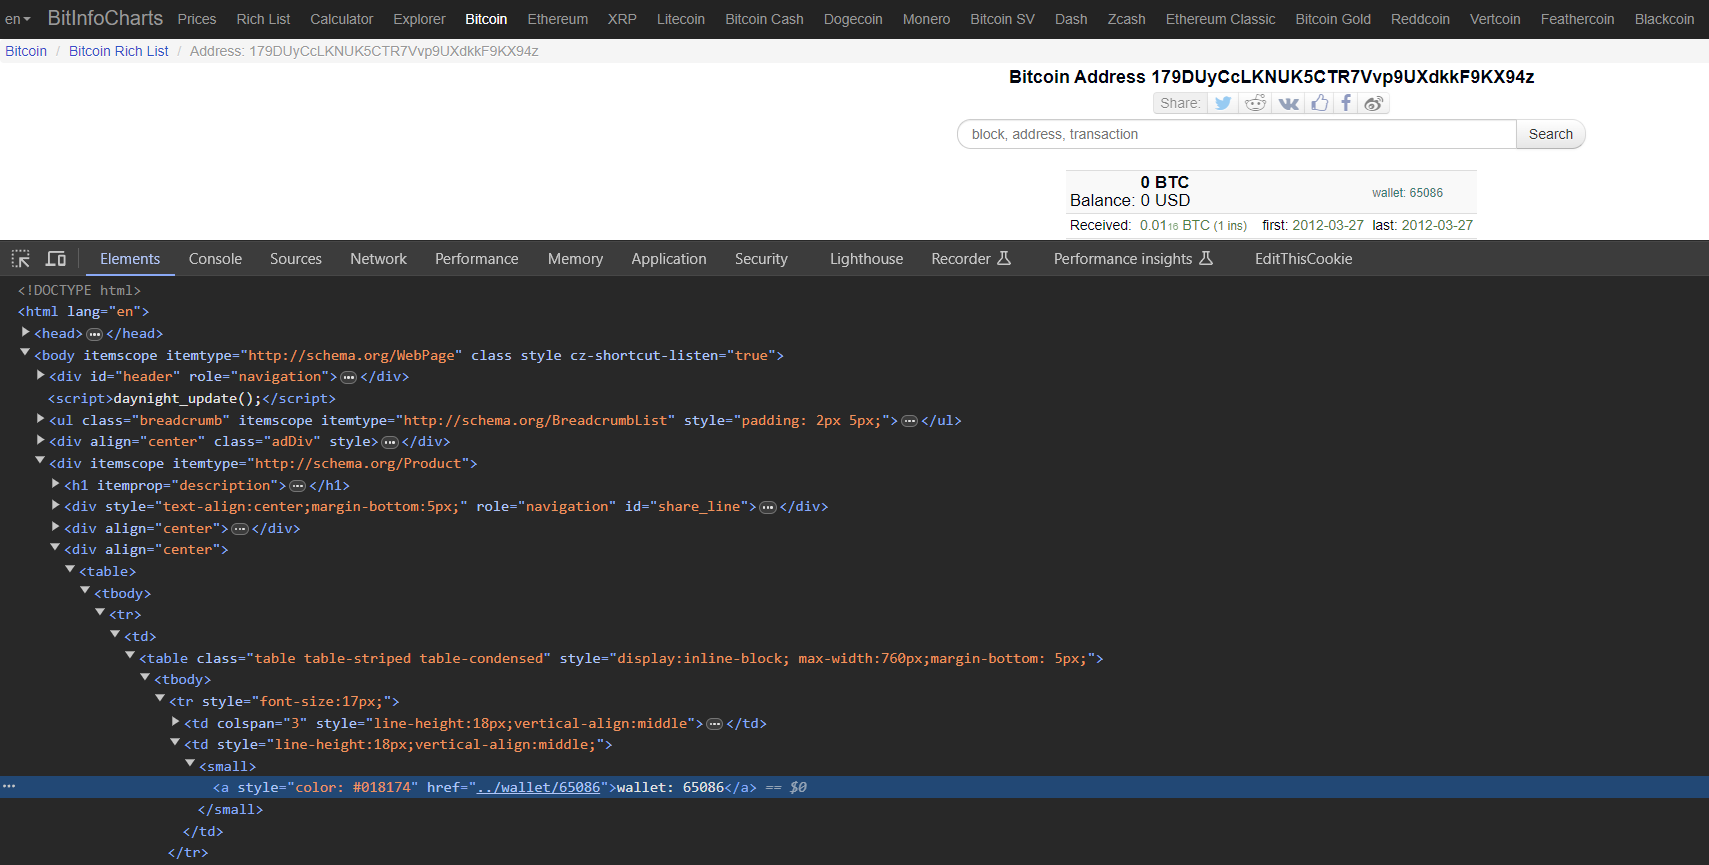 en BitInfoCharts Prices Rich List Calculator Explorer Bitcoin Ethereum XRP Litecoin Bitcoin Cash Dogecoin Monero Bitcoin SV Dash Zcash Ethereum Classic Bitcoin Gold Reddcoin Vertcoin Feathercoin Blackcoin
Bitcoin / Bitcoin Rich List / Address: 179DUyCcLKNUK5CTR7Vvp9UXdkkF9KX94z
Bitcoin Address 179DUyCcLKNUK5CTR7Vvp9UXdkkF9KX94z
Share:
block, address, transaction Search
0 BTC
Balance: 0 USD
wallet: 65086
Received: 0.0116 BTC (1 ins) first: 2012-03-27 last: 2012-03-27
Elements Console Sources Network Performance Memory Application Security Lighthouse Recorder Performance insights EditThisCookie
<!DOCTYPE html>
<html lang="en">
<head> ••• </head>
<body itemscope itemtype="http://schema.org/WebPage" class style cz-shortcut-listen="true">
<div id="header" role="navigation"> ••• </div>
<script>daynight_update();</script>
<ul class="breadcrumb" itemscope itemtype="http://schema.org/BreadcrumbList" style="padding: 2px 5px;"> ••• </ul>
<div align="center" class="adDiv" style> ••• </div>
<div itemscope itemtype="http://schema.org/Product">
<h1 itemprop="description"> ••• </h1>
<div style="text-align:center;margin-bottom:5px;" role="navigation" id="share_line"> ••• </div>
<div align="center"> ••• </div>
<div align="center">
<table>
<tbody>
<tr>
<td>
<table class="table table-striped table-condensed" style="display:inline-block; max-width:760px;margin-bottom: 5px;">
<tbody>
<tr style="font-size:17px;">
<td colspan="3" style="line-height:18px;vertical-align:middle"> ••• </td>
<td style="line-height:18px;vertical-align:middle;">
<small>
••• <a style="color: #018174" href="../wallet/65086">wallet: 65086</a> == $0
</small>
</td>
</tr>